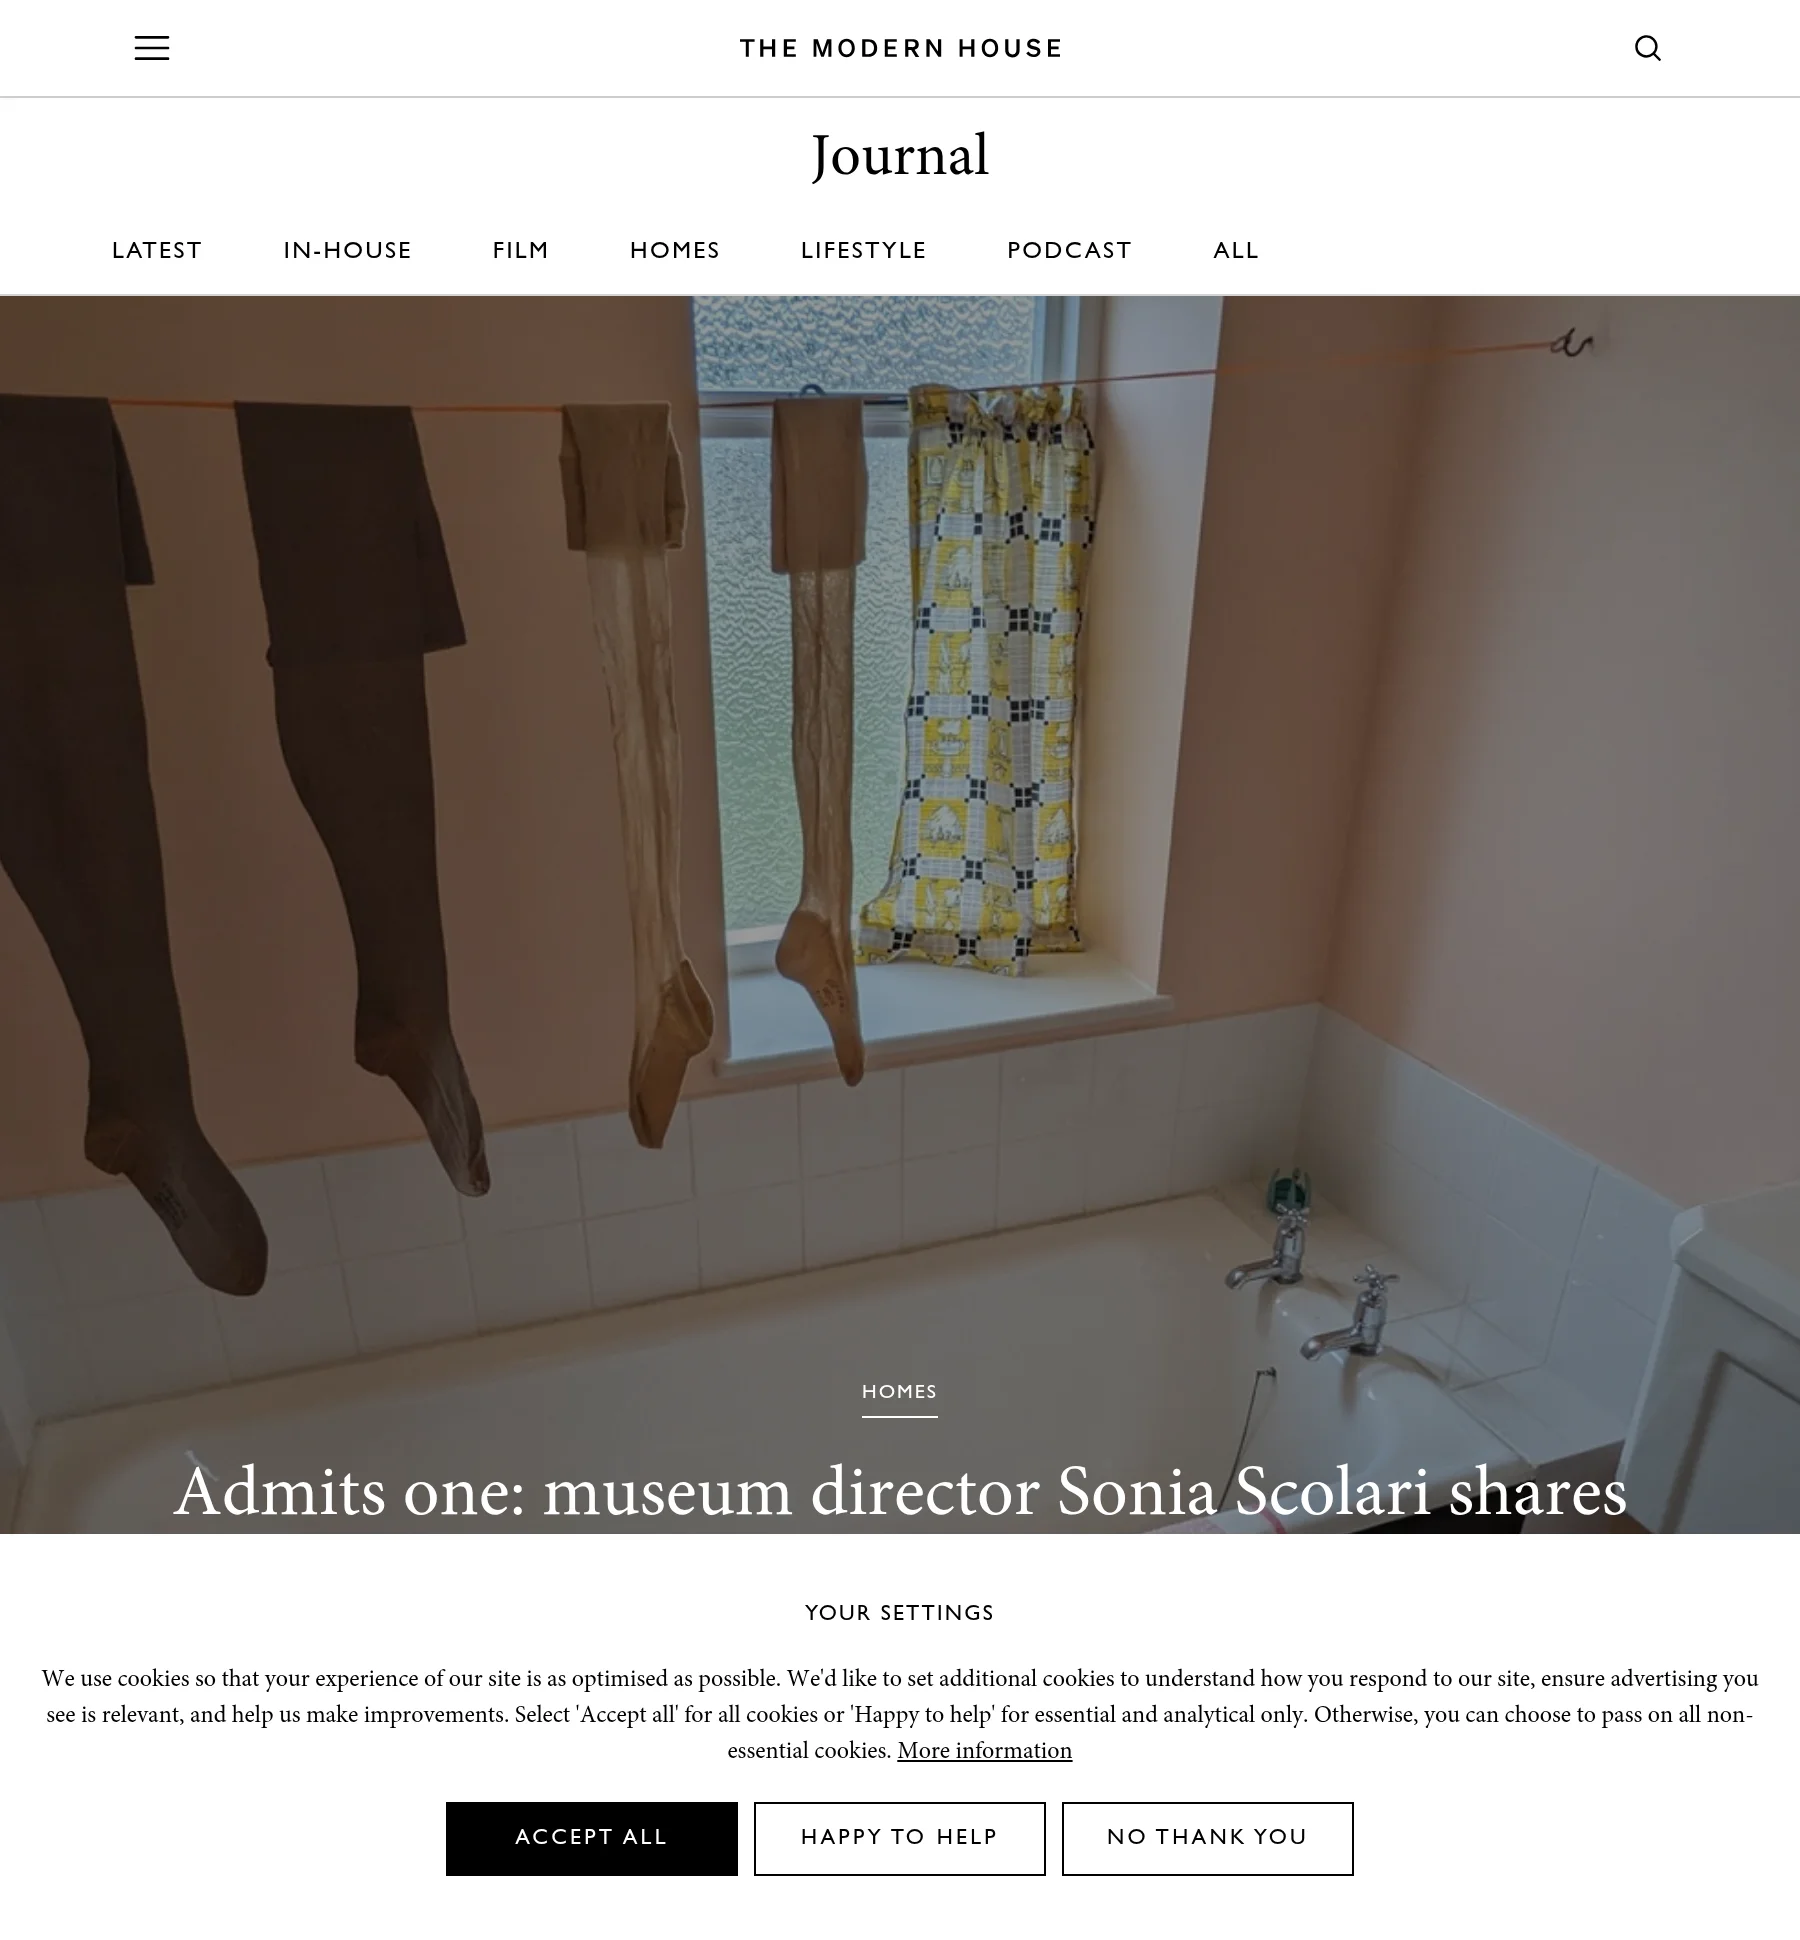 THE MODERN HOUSE
Journal
LATEST IN-HOUSE FILM HOMES LIFESTYLE PODCAST ALL
HOMES
Admits one: museum director Sonia Scolari shares
YOUR SETTINGS
We use cookies so that your experience of our site is as optimised as possible. We'd like to set additional cookies to understand how you respond to our site, ensure advertising you
see is relevant, and help us make improvements. Select 'Accept all' for all cookies or 'Happy to help' for essential and analytical only. Otherwise, you can choose to pass on all non-
essential cookies. More information
ACCEPT ALL HAPPY TO HELP NO THANK YOU